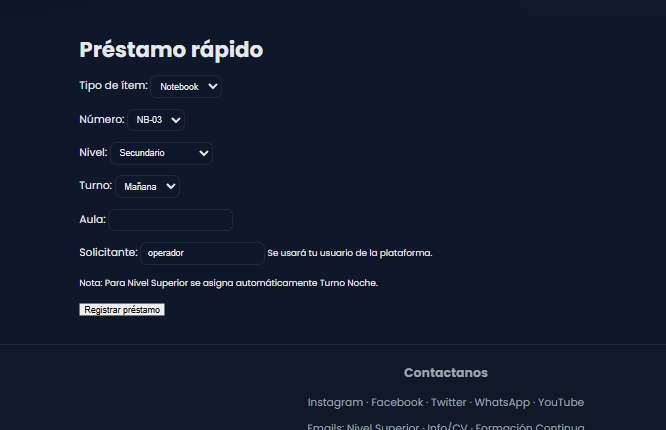 Préstamo rápido
Tipo de ítem: Notebook
Número: NB-03
Nivel: Secundario
Turno: Mañana
Aula:
Solicitante: operador Se usará tu usuario de la plataforma.
Nota: Para Nivel Superior se asigna automáticamente Turno Noche.
Registrar préstamo
Contactanos
Instagram · Facebook · Twitter · WhatsApp · YouTube
Emails: Nivel Superior · Info/CV · Formación Continua